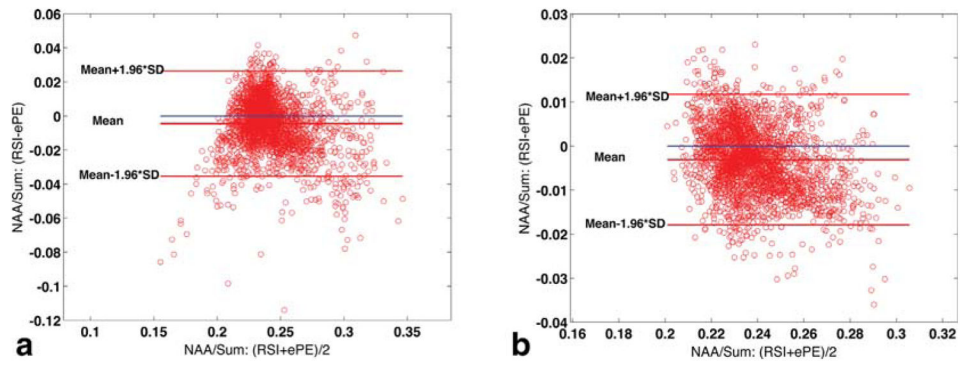 0.06
0.04
Mean+1.96*SD
0.02
Mean
0
-0.02
Mean-1.96*SD
-0.04
-0.06
-0.08
-0.1
-0.12
NAA/Sum: (RSI-ePE)
0.1 0.15 0.2 0.25 0.3 0.35
NAA/Sum: (RSI+ePE)/2
a
0.03
0.02
Mean+1.96*SD
0.01
0
Mean
-0.01
Mean-1.96*SD
-0.02
-0.03
-0.04
NAA/Sum: (RSI-ePE)
0.16 0.18 0.2 0.22 0.24 0.26 0.28 0.3 0.32
NAA/Sum: (RSI+ePE)/2
b